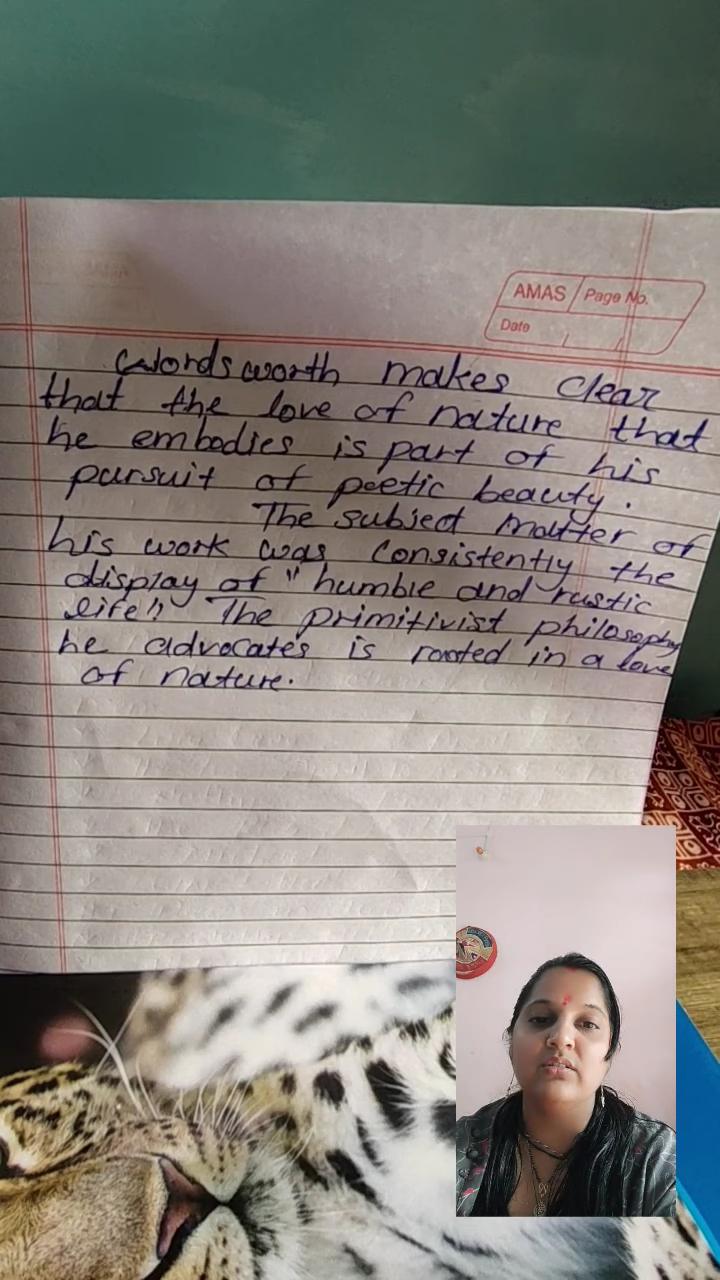 AMAS Page No.
Date
Wordsworth makes clear
that the love of nature that
he embodies is part of his
pursuit of poetic beauty.
The subject matter of
his work was consistently the
display of "humble and rustic
life" The primitivist philosophy
he advocates is rooted in a love
of nature.